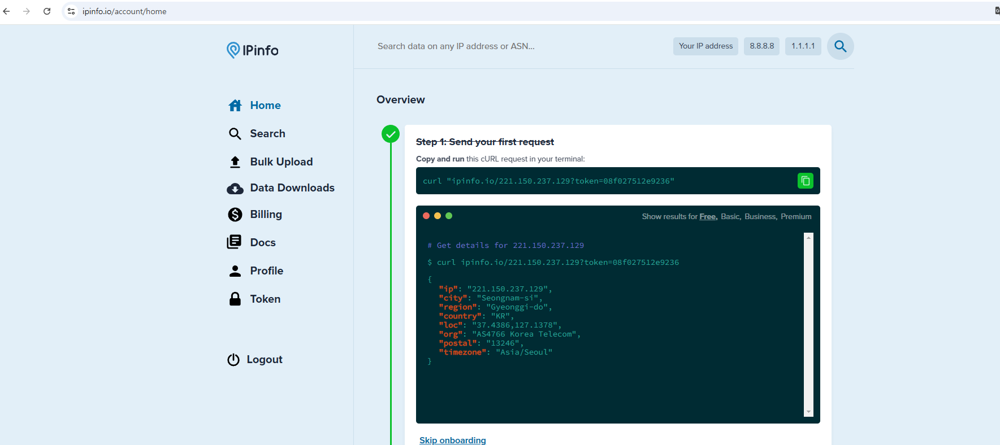 ipinfo.io/account/home
IPinfo
Search data on any IP address or ASN...
Your IP address
8.8.8.8
1.1.1.1
Home
Search
Bulk Upload
Data Downloads
Billing
Docs
Profile
Token
Logout
Overview
Step 1: Send your first request
Copy and run this cURL request in your terminal:
curl "ipinfo.io/221.150.237.129?token=08f027512e9236"
Show results for Free, Basic, Business, Premium
# Get details for 221.150.237.129
$ curl ipinfo.io/221.150.237.129?token=08f027512e9236
{
"ip": "221.150.237.129",
"city": "Seongnam-si",
"region": "Gyeonggi-do",
"country": "KR",
"loc": "37.4386,127.1378",
"org": "AS4766 Korea Telecom",
"postal": "13246",
"timezone": "Asia/Seoul"
}
Skip onboarding